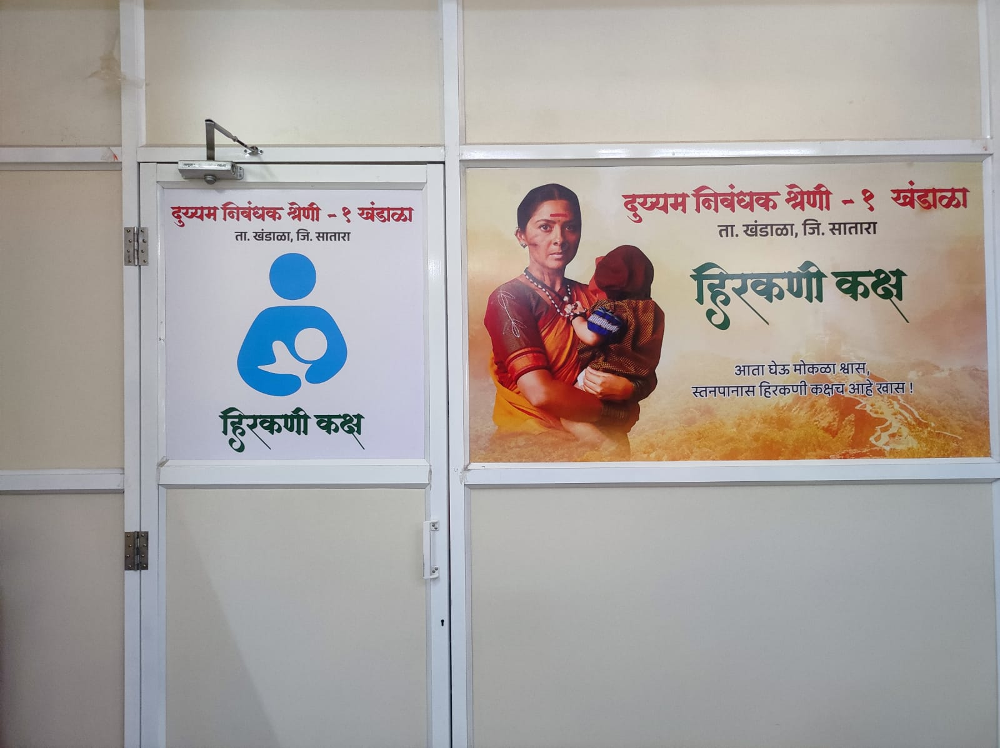 दुय्यम निबंधक श्रेणी - १ खंडाळा
ता. खंडाळा, जि. सातारा
हिरकणी कक्ष
दुय्यम निबंधक श्रेणी - १ खंडाळा
ता. खंडाळा, जि. सातारा
हिरकणी कक्ष
आता घेऊ मोकळा श्वास,
स्तनपानास हिरकणी कक्षच आहे खास !